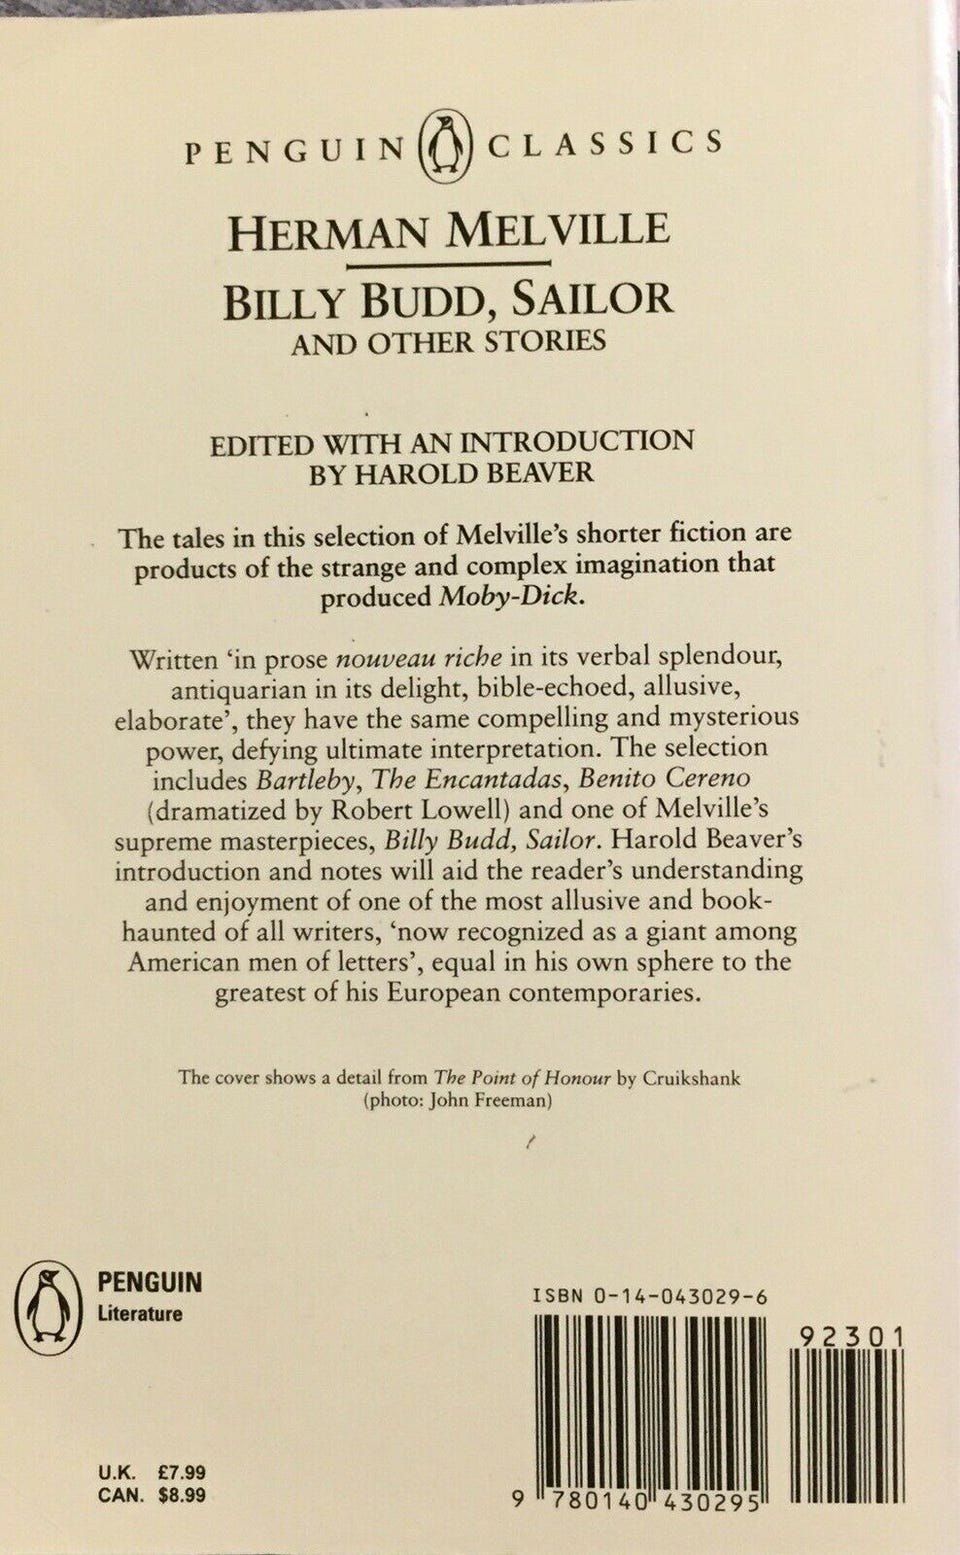 PENGUIN CLASSICS
HERMAN MELVILLE
BILLY BUDD, SAILOR
AND OTHER STORIES
EDITED WITH AN INTRODUCTION
BY HAROLD BEAVER
The tales in this selection of Melville's shorter fiction are
products of the strange and complex imagination that
produced Moby-Dick.
Written ‘in prose nouveau riche in its verbal splendour,
antiquarian in its delight, bible-echoed, allusive,
elaborate’, they have the same compelling and mysterious
power, defying ultimate interpretation. The selection
includes Bartleby, The Encantadas, Benito Cereno
(dramatized by Robert Lowell) and one of Melville's
supreme masterpieces, Billy Budd, Sailor. Harold Beaver's
introduction and notes will aid the reader's understanding
and enjoyment of one of the most allusive and book-
haunted of all writers, ‘now recognized as a giant among
American men of letters’, equal in his own sphere to the
greatest of his European contemporaries.
The cover shows a detail from The Point of Honour by Cruikshank
(photo: John Freeman)
PENGUIN
Literature
U.K. £7.99
CAN. $8.99
ISBN 0-14-043029-6
92301
9 780140 430295